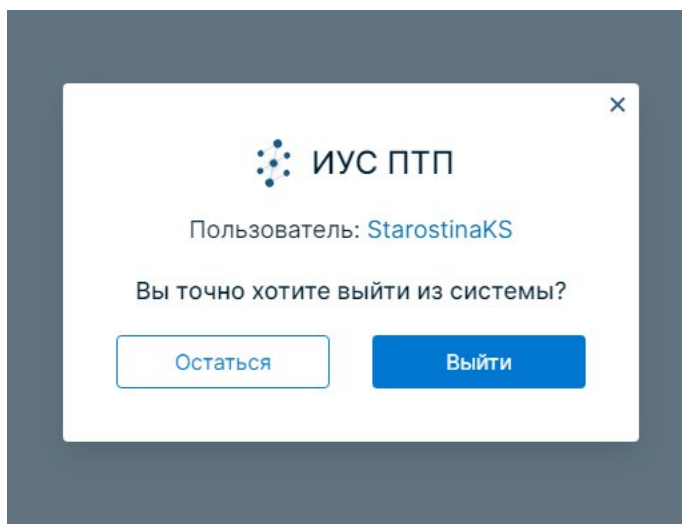 ИУС ПТП
Пользователь: StarostinaKS
Вы точно хотите выйти из системы?
Остаться Выйти